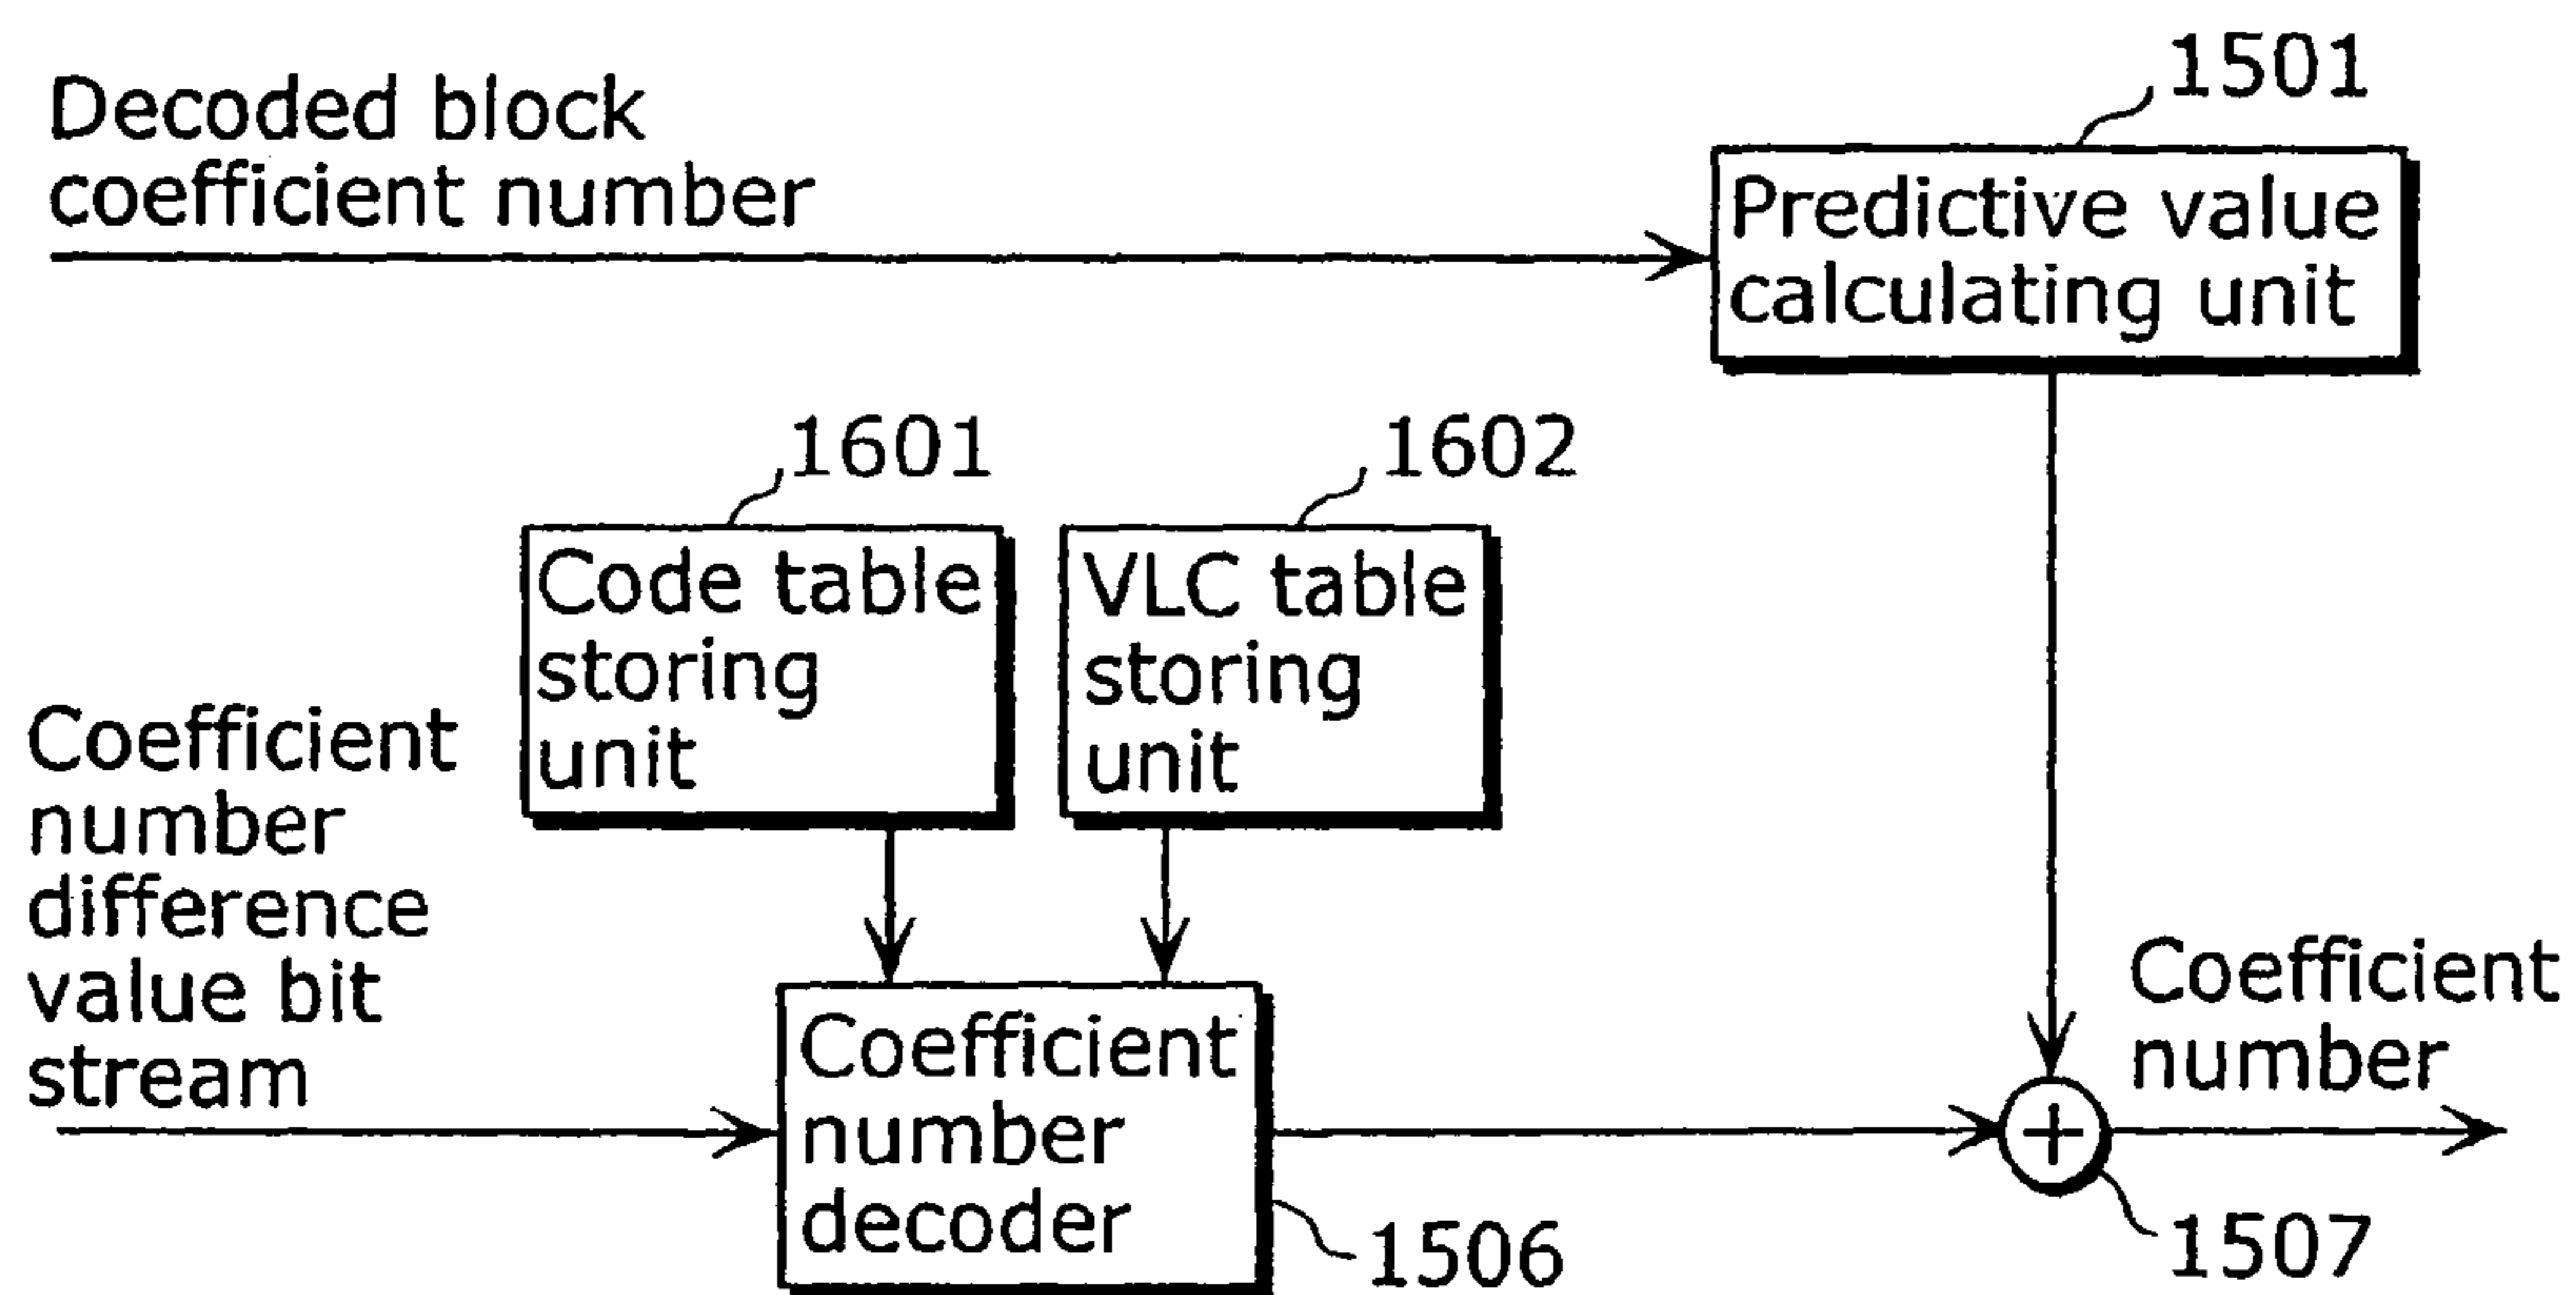 Decoded block
coefficient number
1501
Predictive value
calculating unit
1601
1602
Code table
storing
unit
VLC table
storing
unit
Coefficient
number
difference
value bit
stream
Coefficient
number
decoder
1506
Coefficient
number
+
1507